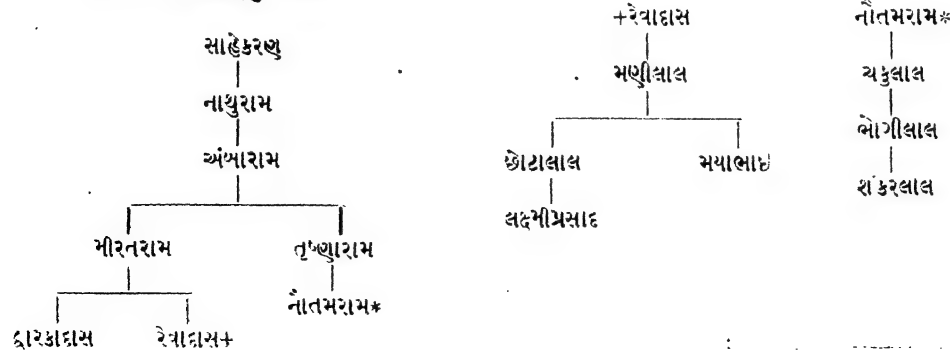 સાહેકરણ
નાથુરામ
અંબારામ
મીરતરામ તૃષ્ણારામ
નૌતમરામ*
દ્વારકાદાસ રેવાદાસ+
+રેવાદાસ
મણીલાલ
છોટાલાલ મયાભાઇ
લક્ષ્મીપ્રસાદ
નૌતમરામ*
ચકુલાલ
ભોગીલાલ
શંકરલાલ